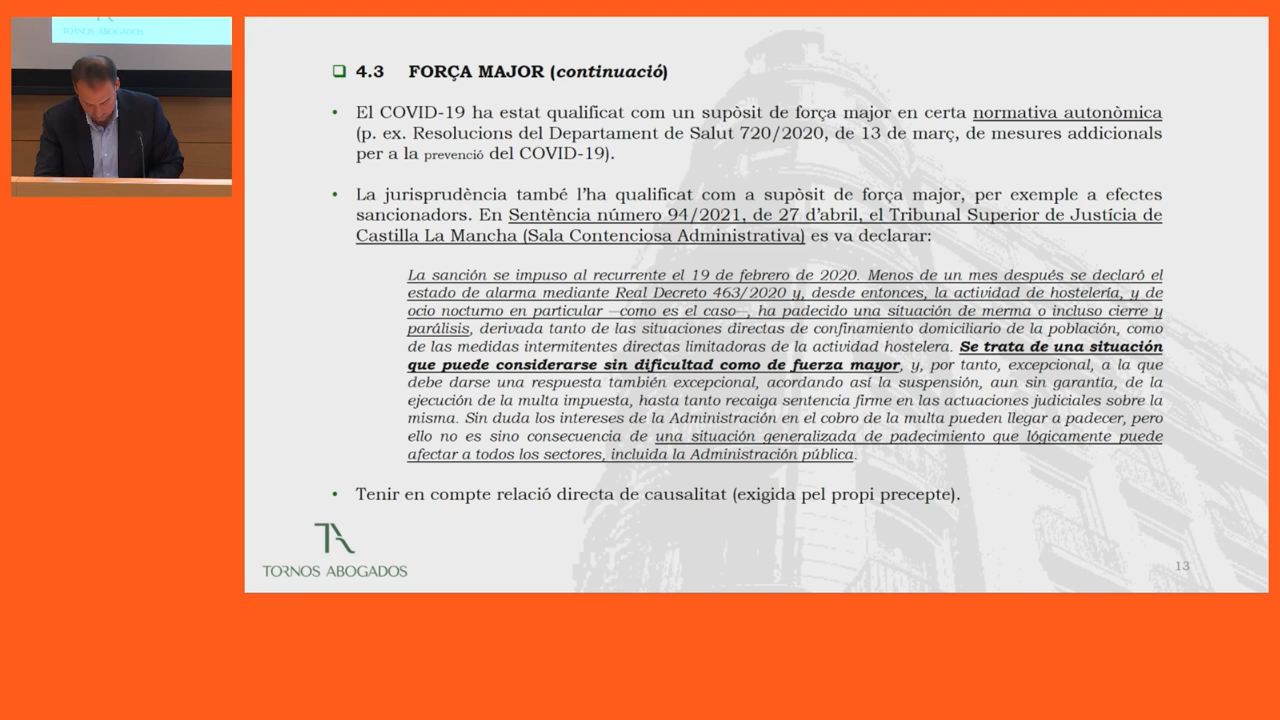 TORNOS ABOGADOS
4.3 FORÇA MAJOR (continuació)
• El COVID-19 ha estat qualificat com un supòsit de força major en certa normativa autonòmica
(p. ex. Resolucions del Departament de Salut 720/2020, de 13 de març, de mesures addicionals
per a la prevenció del COVID-19).
• La jurisprudència també l'ha qualificat com a supòsit de força major, per exemple a efectes
sancionadors. En Sentència número 94/2021, de 27 d'abril, el Tribunal Superior de Justícia de
Castilla La Mancha (Sala Contenciosa Administrativa) es va declarar:
La sanción se impuso al recurrente el 19 de febrero de 2020. Menos de un mes después se declaró el
estado de alarma mediante Real Decreto 463/2020 y, desde entonces, la actividad de hostelería, y de
ocio nocturno en particular —como es el caso—, ha padecido una situación de merma o incluso cierre y
parálisis, derivada tanto de las situaciones directas de confinamiento domiciliario de la población, como
de las medidas intermitentes directas limitadoras de la actividad hostelera. Se trata de una situación
que puede considerarse sin dificultad como de fuerza mayor, y, por tanto, excepcional, a la que
debe darse una respuesta también excepcional, acordando así la suspensión, aun sin garantía, de la
ejecución de la multa impuesta, hasta tanto recaiga sentencia firme en las actuaciones judiciales sobre la
misma. Sin duda los intereses de la Administración en el cobro de la multa pueden llegar a padecer, pero
ello no es sino consecuencia de una situación generalizada de padecimiento que lógicamente puede
afectar a todos los sectores, incluida la Administración pública.
• Tenir en compte relació directa de causalitat (exigida pel propi precepte).
TA
TORNOS ABOGADOS
13